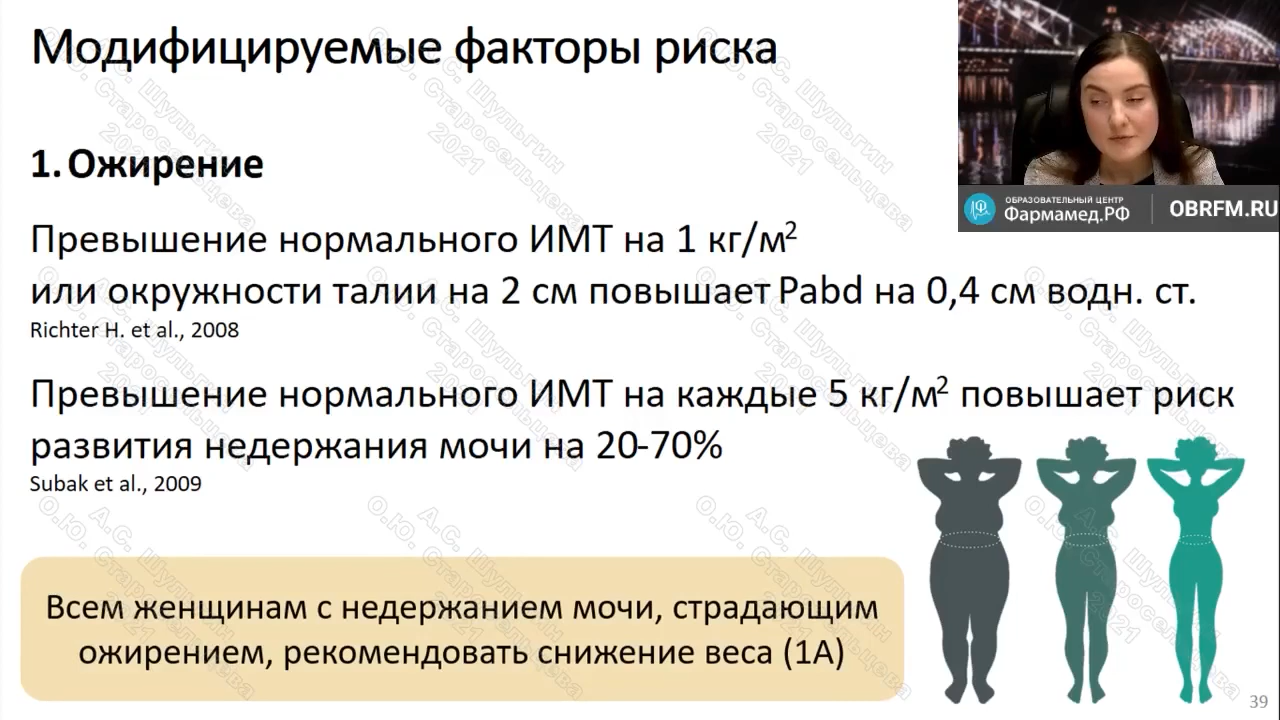 Модифицируемые факторы риска
ОБРАЗОВАТЕЛЬНЫЙ ЦЕНТР
Фармамед.РФ
OBRFM.RU
1. Ожирение
Превышение нормального ИМТ на 1 кг/м²
или окружности талии на 2 см повышает Pabd на 0,4 см водн. ст.
Richter H. et al., 2008
Превышение нормального ИМТ на каждые 5 кг/м² повышает риск
развития недержания мочи на 20-70%
Subak et al., 2009
Всем женщинам с недержанием мочи, страдающим
ожирением, рекомендовать снижение веса (1А)
39
А.С. Шульгин
О.Ю. Старосельцева
2021